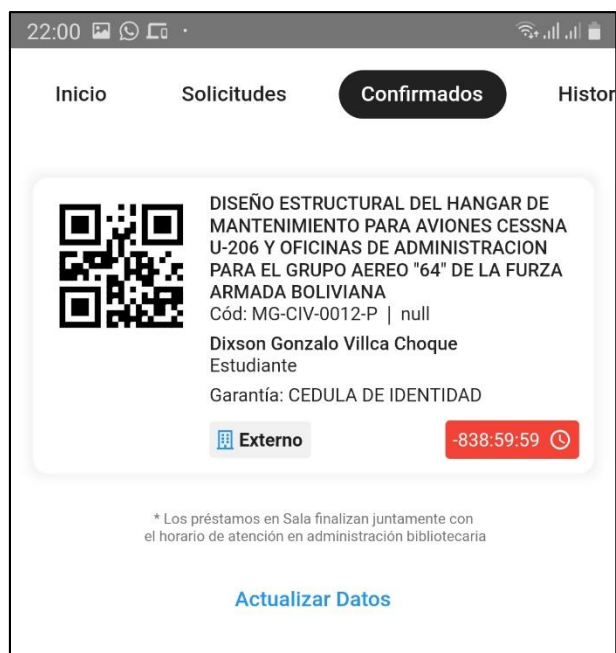 22:00
Inicio Solicitudes Confirmados Histor
DISEÑO ESTRUCTURAL DEL HANGAR DE
MANTENIMIENTO PARA AVIONES CESSNA
U-206 Y OFICINAS DE ADMINISTRACION
PARA EL GRUPO AEREO "64" DE LA FURZA
ARMADA BOLIVIANA
Cód: MG-CIV-0012-P | null
Dixson Gonzalo Villca Choque
Estudiante
Garantía: CEDULA DE IDENTIDAD
Externo -838:59:59
* Los préstamos en Sala finalizan juntamente con
el horario de atención en administración bibliotecaria
Actualizar Datos